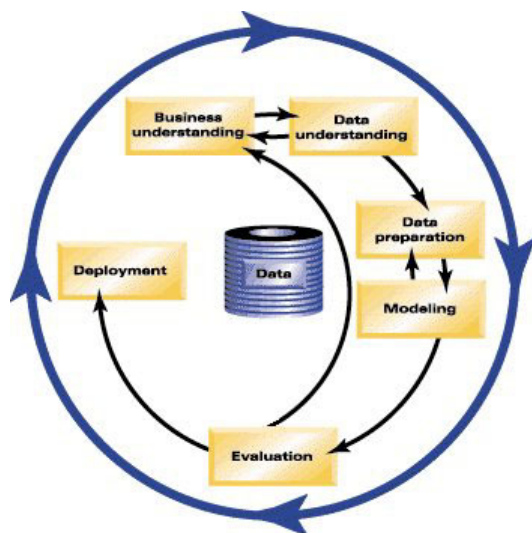 Business
understanding
Data
understanding
Data
preparation
Modeling
Evaluation
Deployment
Data